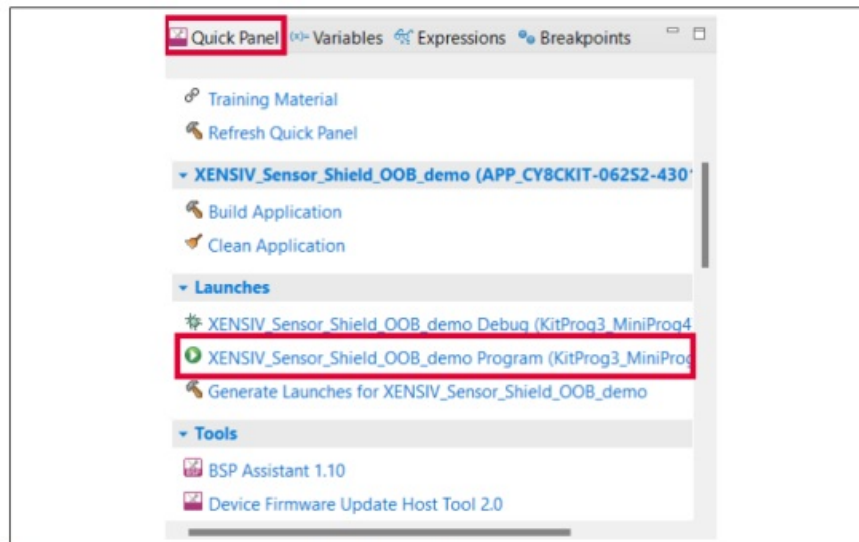 Quick Panel (x)= Variables Expressions Breakpoints
Training Material
Refresh Quick Panel
XENSIV_Sensor_Shield_OOB_demo (APP_CY8CKIT-062S2-4301
Build Application
Clean Application
Launches
XENSIV_Sensor_Shield_OOB_demo Debug (KitProg3_MiniProg4
XENSIV_Sensor_Shield_OOB_demo Program (KitProg3_MiniProg
Generate Launches for XENSIV_Sensor_Shield_OOB_demo
Tools
BSP Assistant 1.10
Device Firmware Update Host Tool 2.0